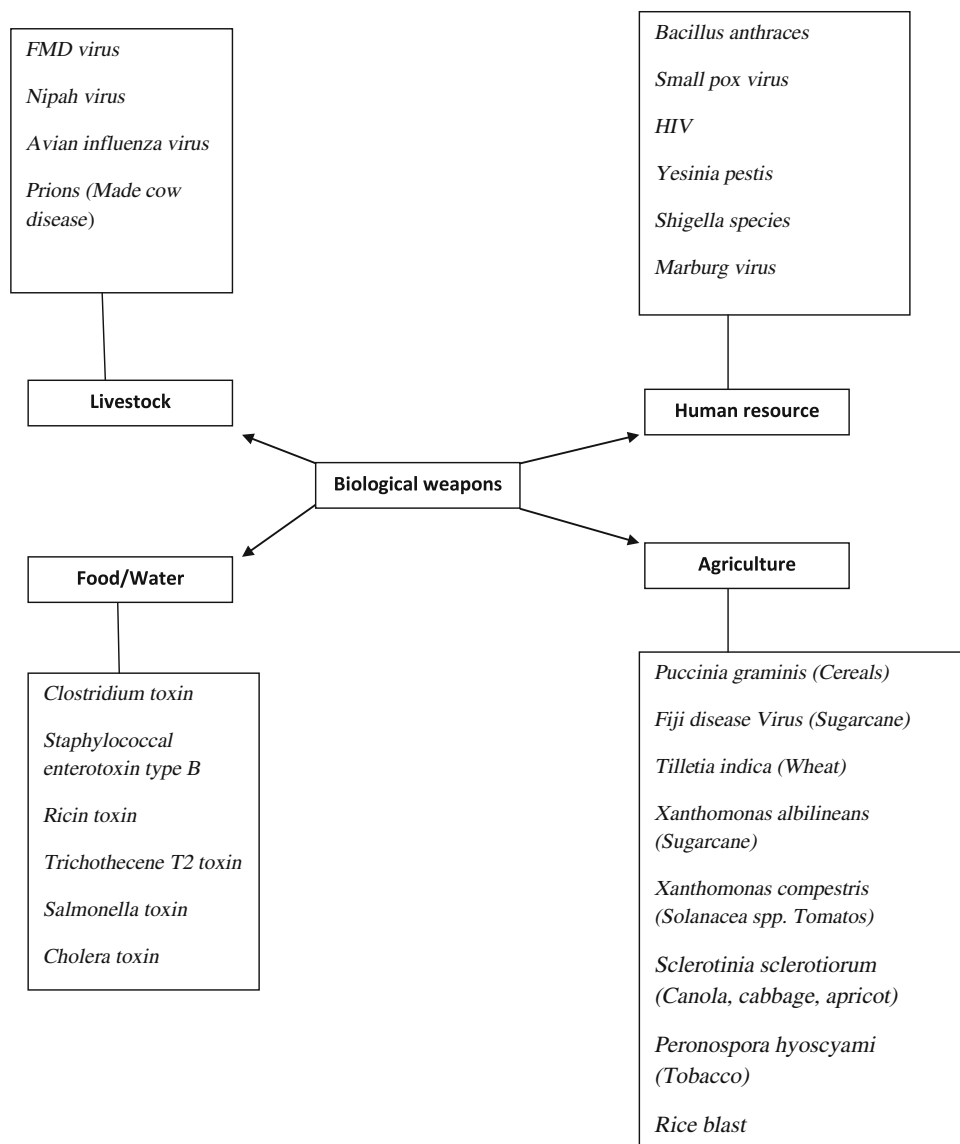 FMD virus
Nipah virus
Avian influenza virus
Prions (Made cow
disease)
Bacillus anthraces
Small pox virus
HIV
Yesinia pestis
Shigella species
Marburg virus
Livestock
Human resource
Biological weapons
Food/Water
Agriculture
Clostridium toxin
Staphylococcal
enterotoxin type B
Ricin toxin
Trichothecene T2 toxin
Salmonella toxin
Cholera toxin
Puccinia graminis (Cereals)
Fiji disease Virus (Sugarcane)
Tilletia indica (Wheat)
Xanthomonas albilineans
(Sugarcane)
Xanthomonas compestris
(Solanacea spp. Tomatos)
Sclerotinia sclerotiorum
(Canola, cabbage, apricot)
Peronospora hyoscyami
(Tobacco)
Rice blast